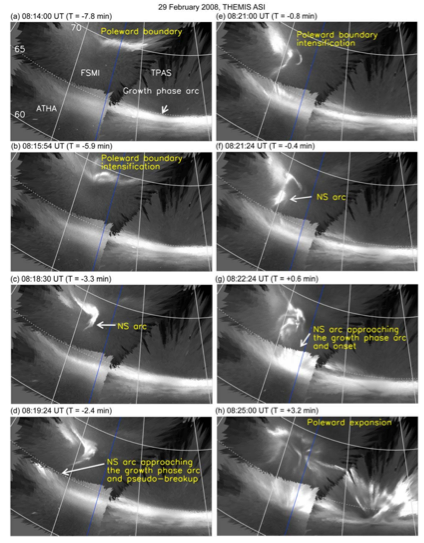 29 February 2008, THEMIS ASI
(a) 08:14:00 UT (T = -7.8 min)
70
Poleward boundary
65
FSMI
TPAS
Growth phase arc
ATHA
60
(b) 08:15:54 UT (T = -5.9 min)
Poleward boundary
intensification
(c) 08:18:30 UT (T = -3.3 min)
NS arc
(d) 08:19:24 UT (T = -2.4 min)
NS arc approaching
the growth phase arc
and pseudo-breakup
(e) 08:21:00 UT (T = -0.8 min)
Poleward boundary
intensification
(f) 08:21:24 UT (T = -0.4 min)
NS arc
(g) 08:22:24 UT (T = +0.6 min)
NS arc approaching
the growth phase arc
and onset
(h) 08:25:00 UT (T = +3.2 min)
Poleward expansion